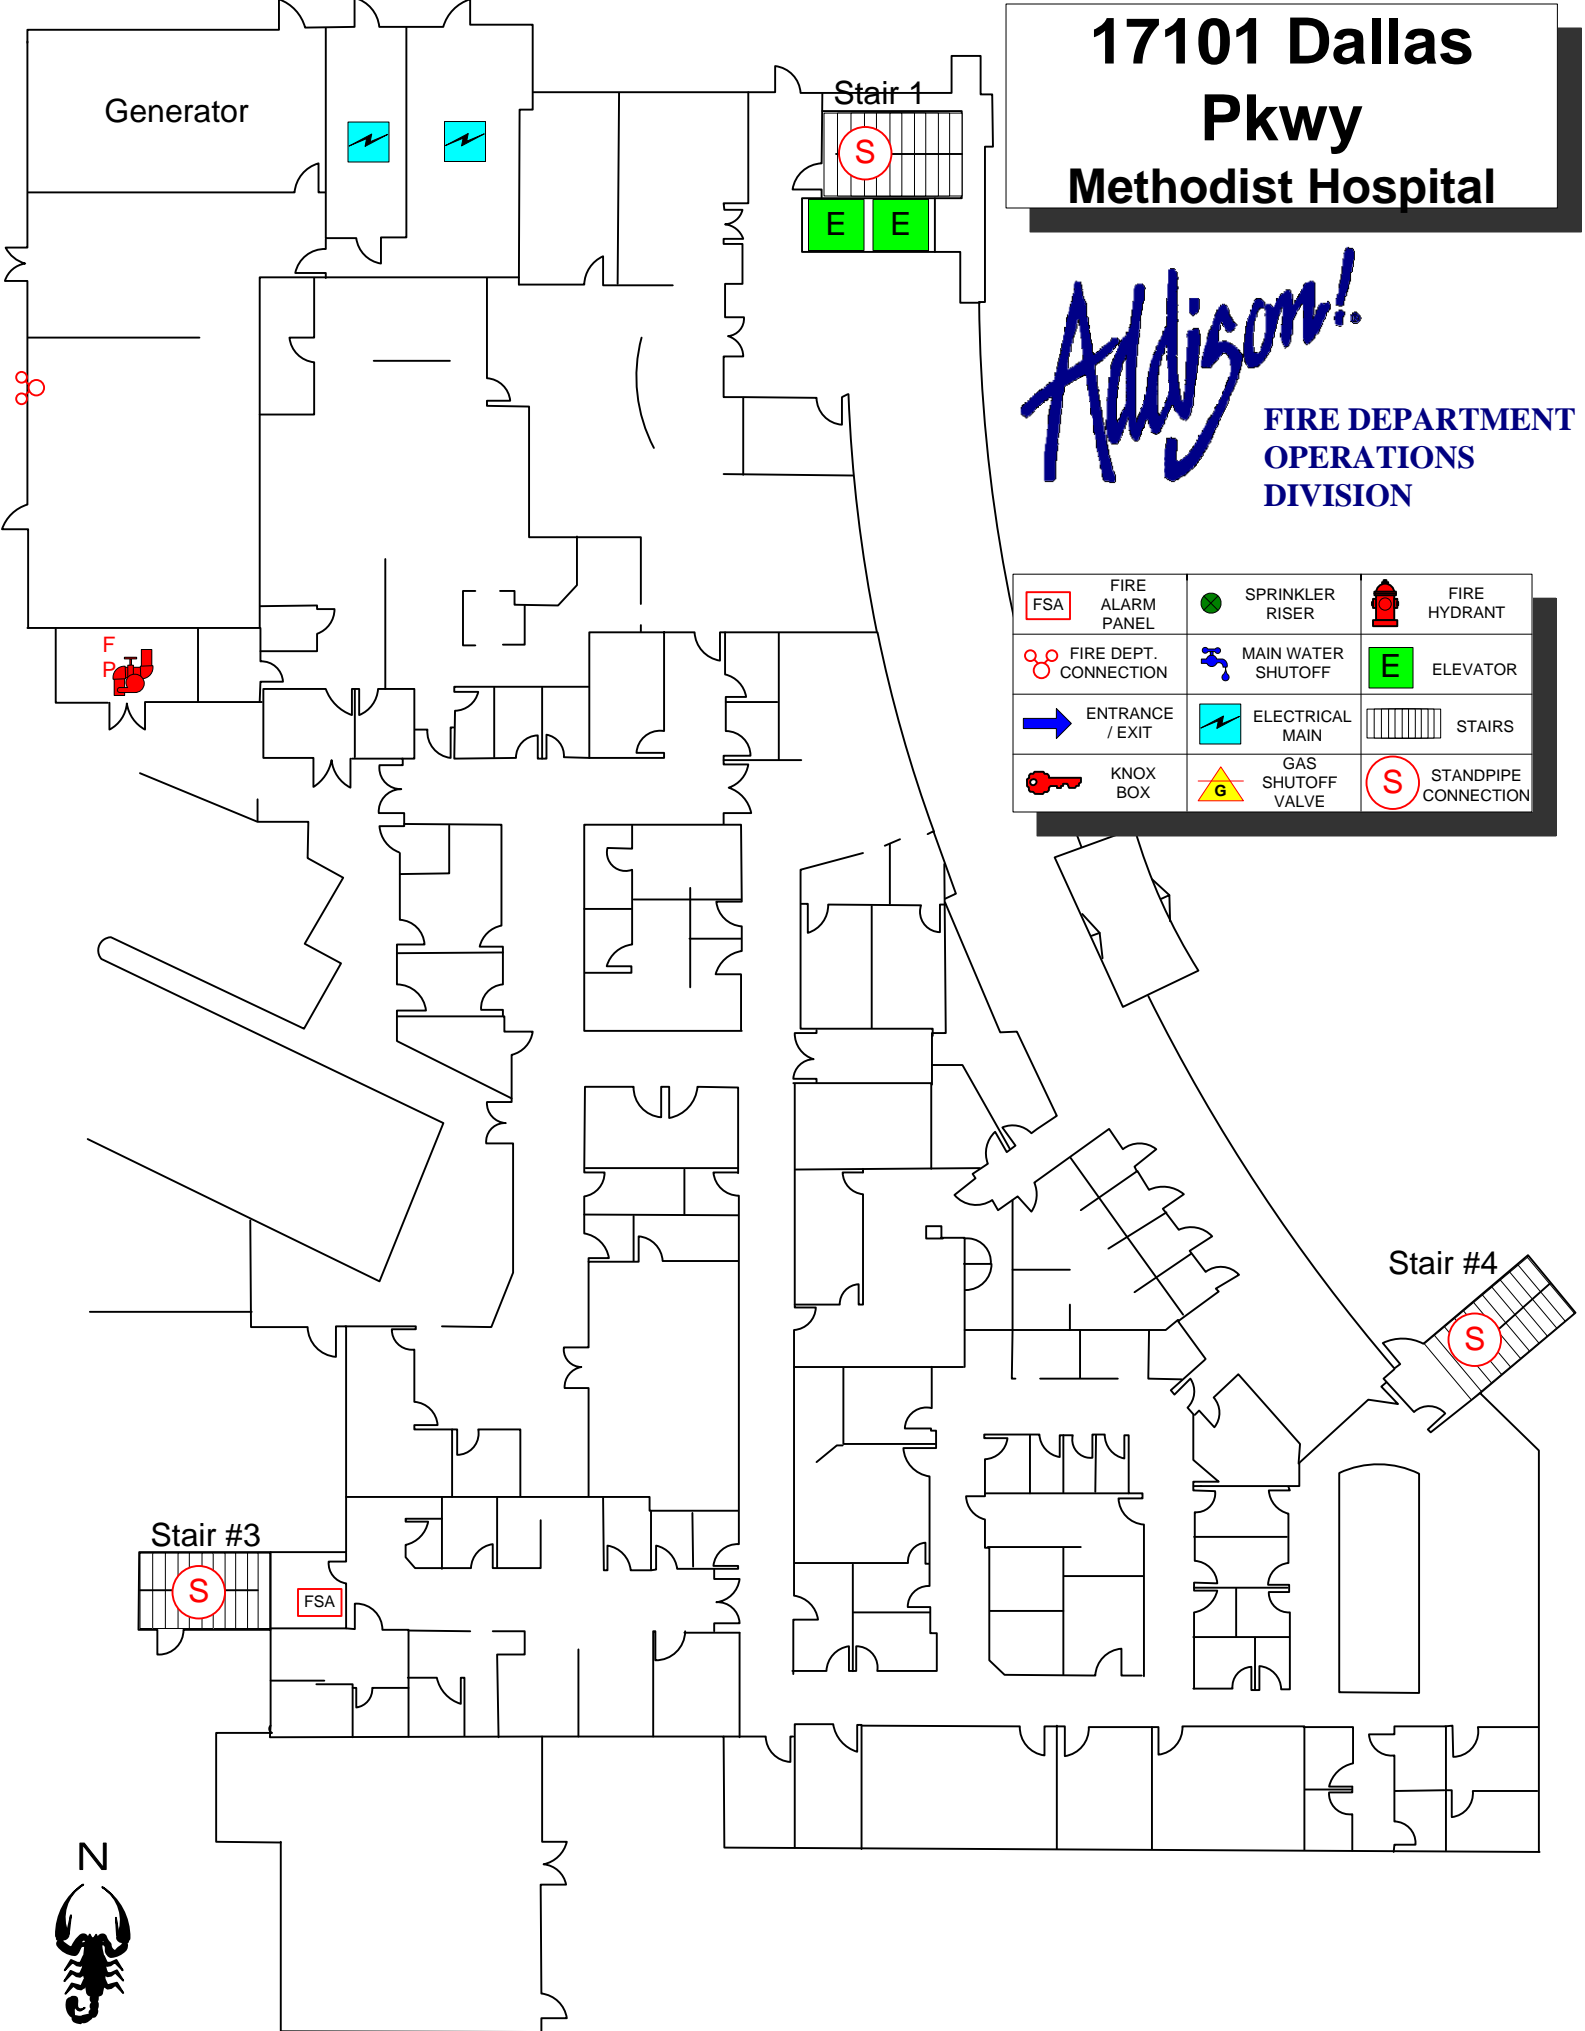 17101 Dallas
Pkwy
Methodist Hospital
Generator
Stair 1
S
E E
Addison!
FIRE DEPARTMENT
OPERATIONS
DIVISION
FSA
FIRE
ALARM
PANEL
SPRINKLER
RISER
FIRE
HYDRANT
FIRE DEPT.
CONNECTION
MAIN WATER
SHUTOFF
E
ELEVATOR
ENTRANCE
/ EXIT
ELECTRICAL
MAIN
STAIRS
KNOX
BOX
G
GAS
SHUTOFF
VALVE
S
STANDPIPE
CONNECTION
F
P
Stair #4
S
Stair #3
S
FSA
N